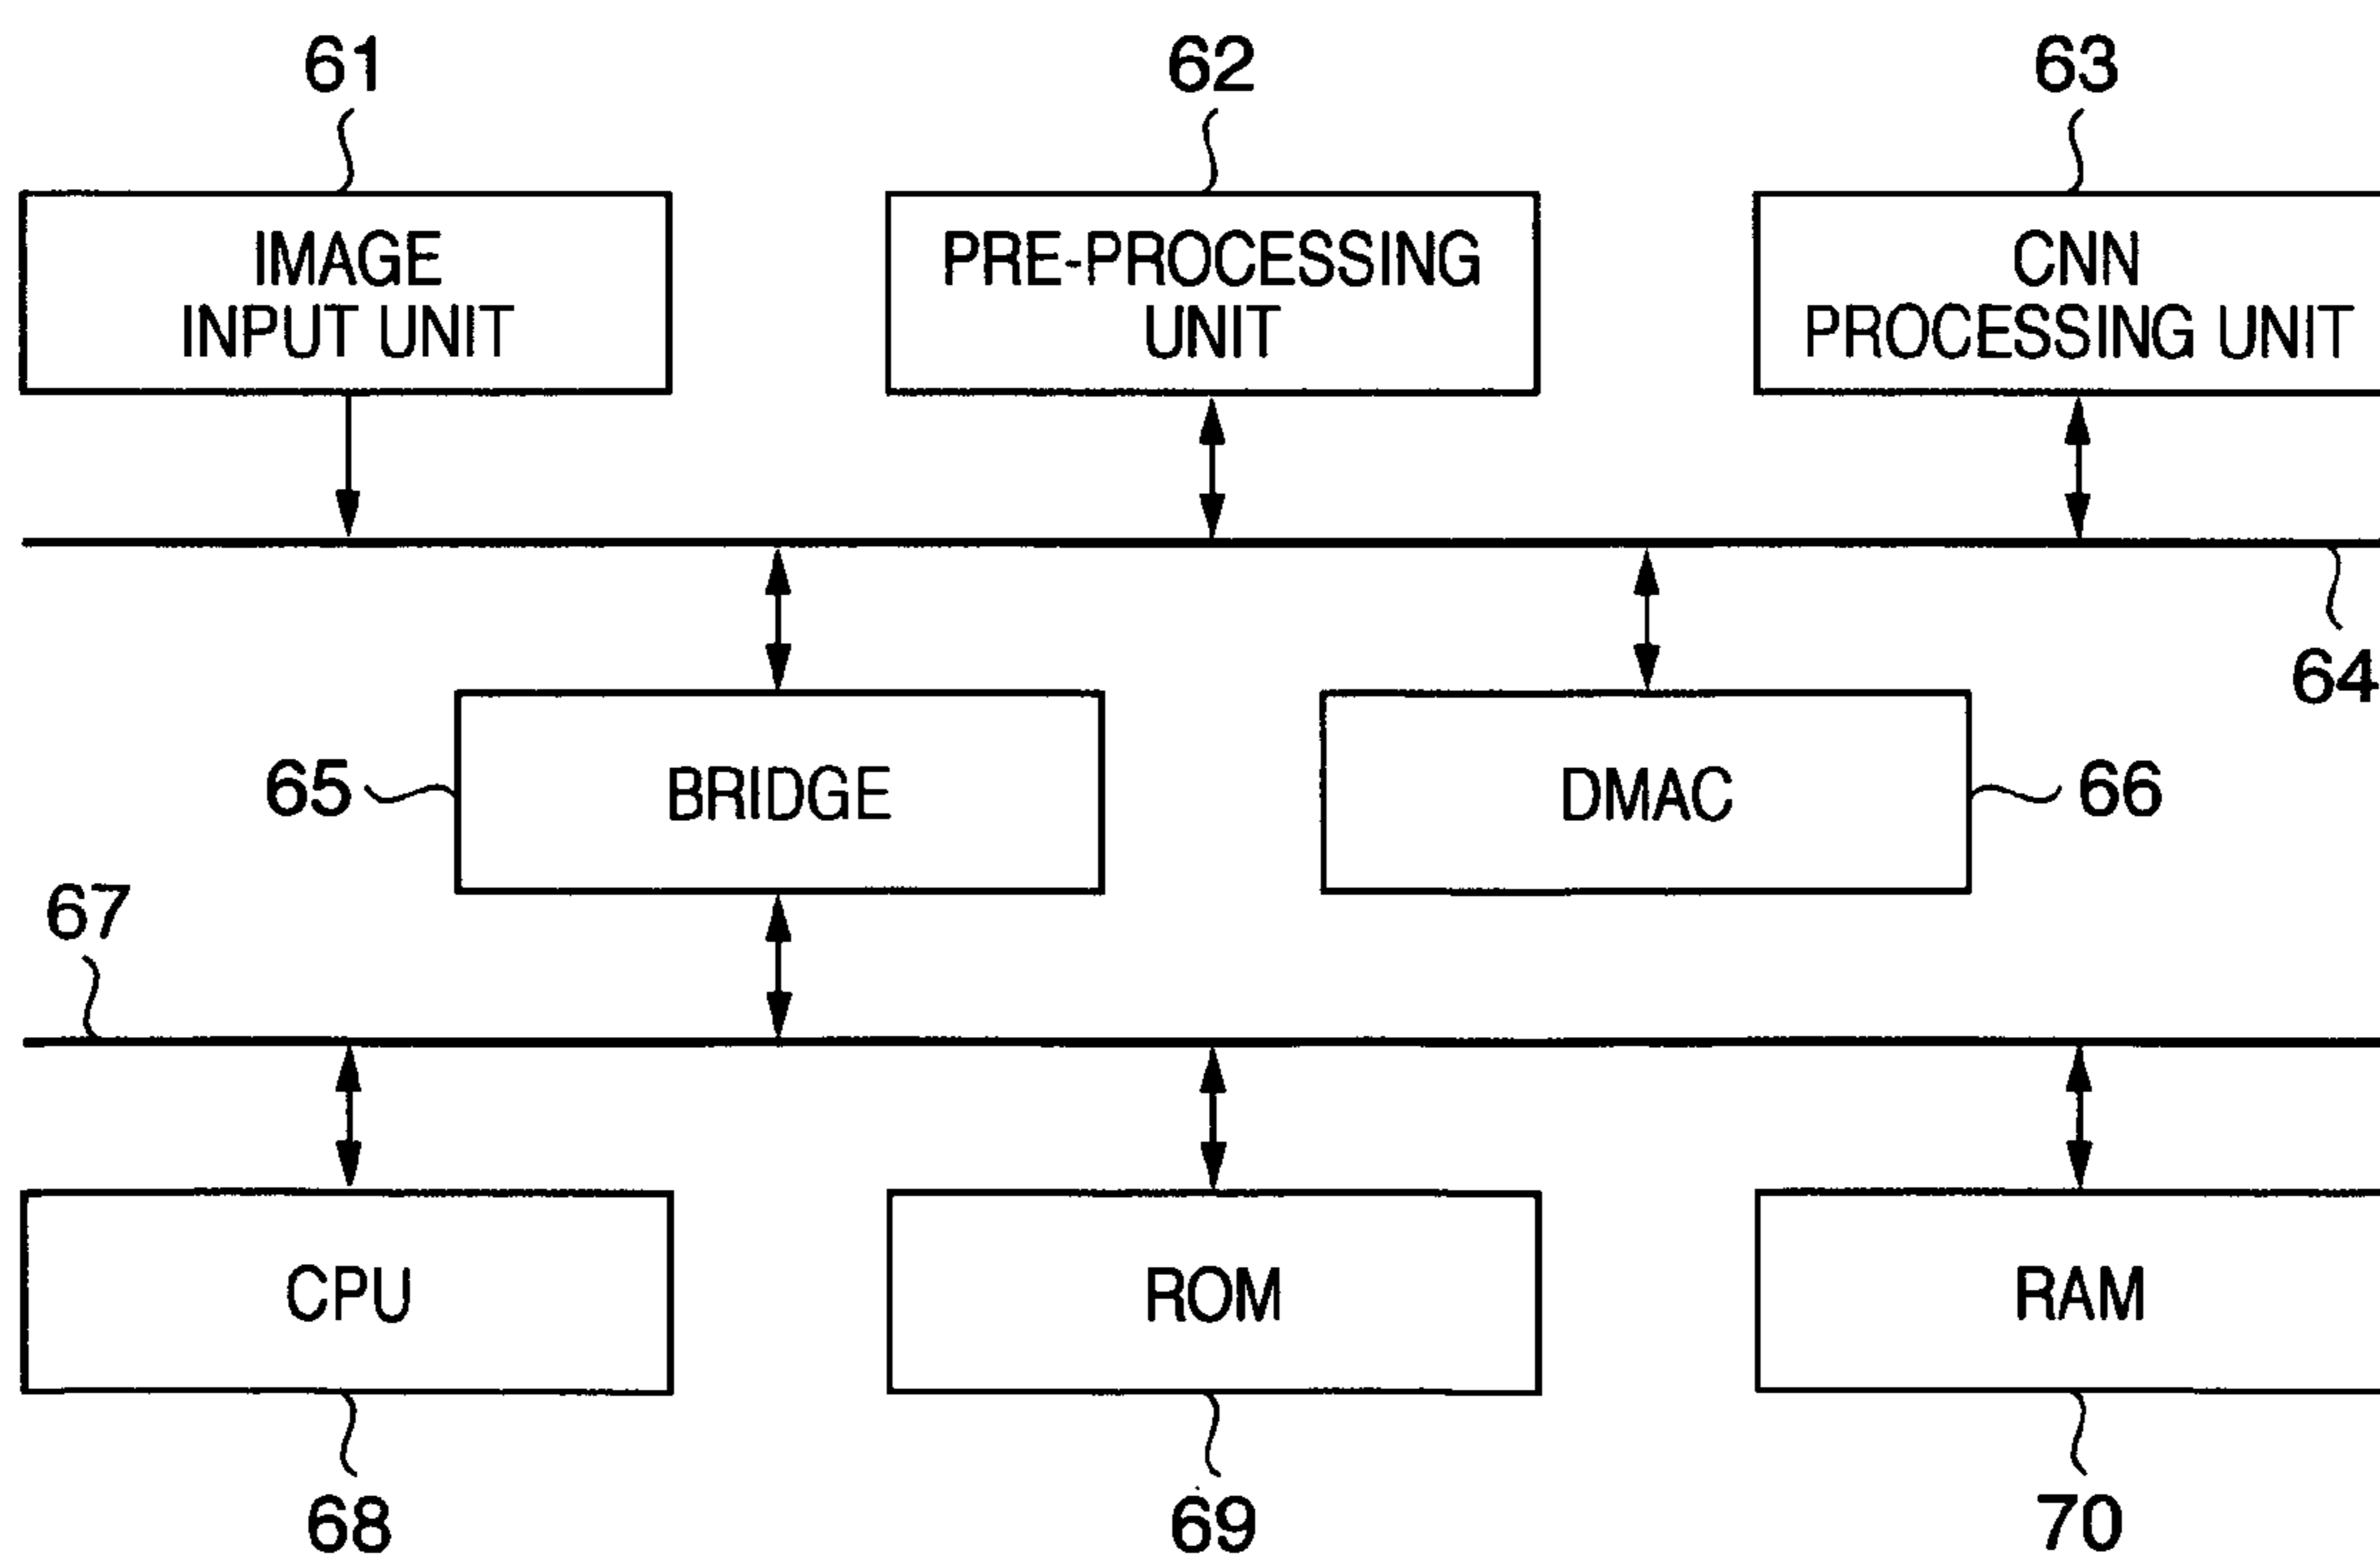 61
62
63
IMAGE
INPUT UNIT
PRE-PROCESSING
UNIT
CNN
PROCESSING UNIT
64
65
BRIDGE
DMAC
66
67
CPU
ROM
RAM
68
69
70